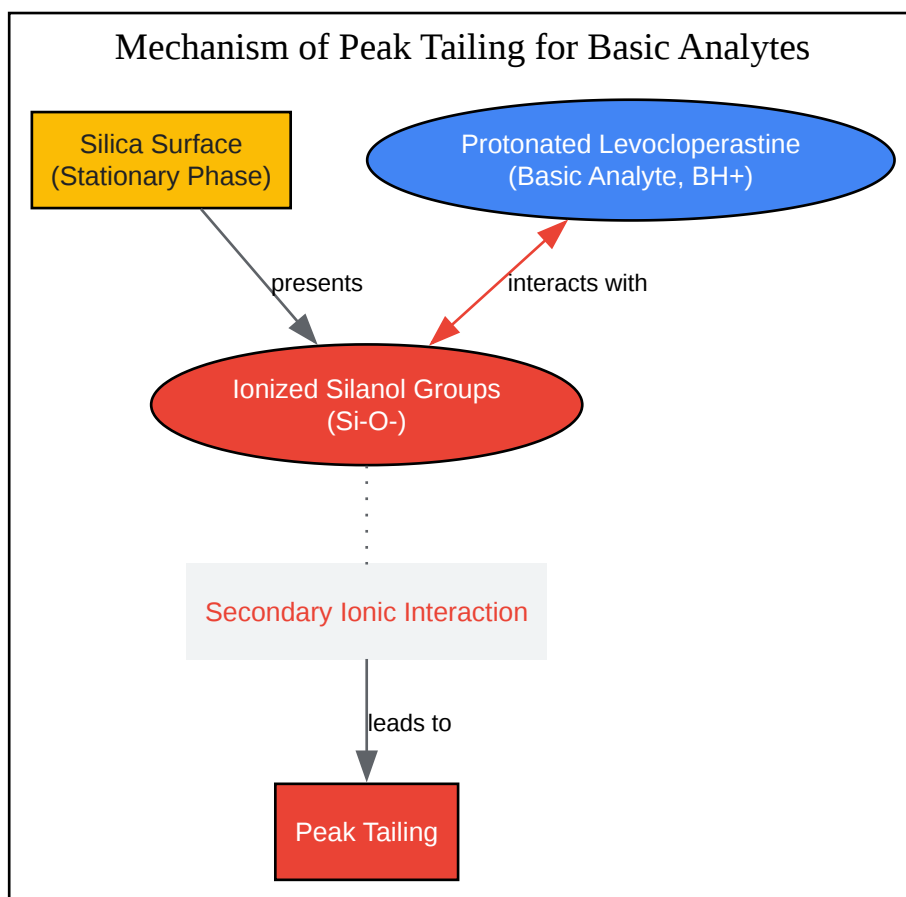 Mechanism of Peak Tailing for Basic Analytes
Silica Surface
(Stationary Phase)
Protonated Levocloperastine
(Basic Analyte, BH+)
presents
interacts with
Ionized Silanol Groups
(Si-O-)
Secondary Ionic Interaction
leads to
Peak Tailing